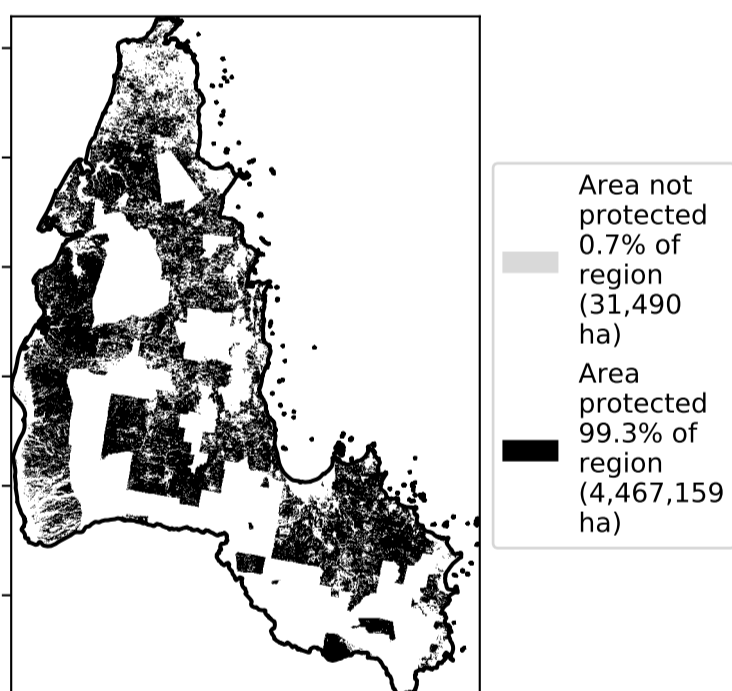 Area not
protected
0.7% of
region
(31,490
ha)
Area
protected
99.3% of
region
(4,467,159
ha)